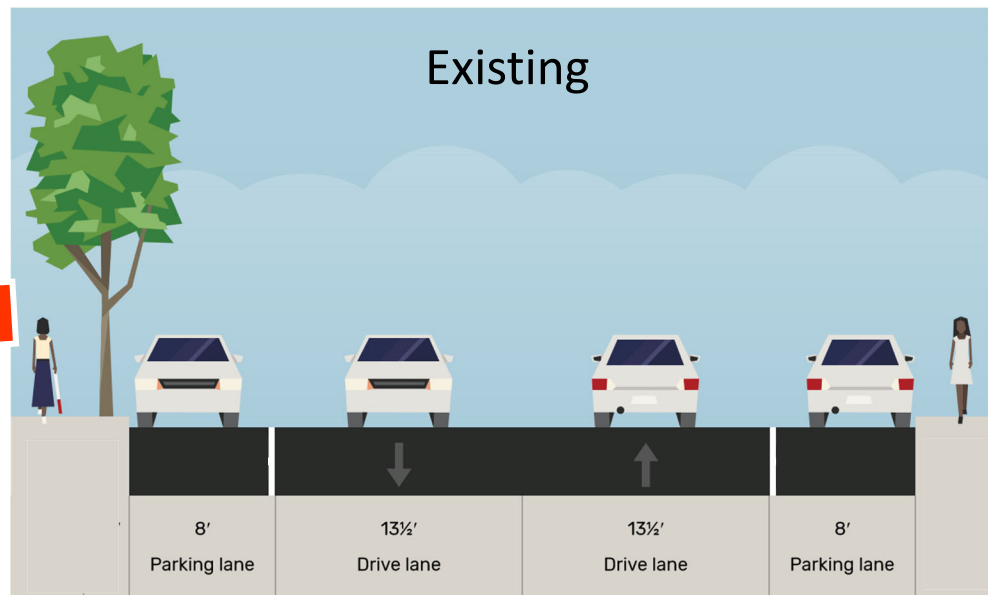 Existing
8′ 13½′ 13½′ 8′
Parking lane Drive lane Drive lane Parking lane